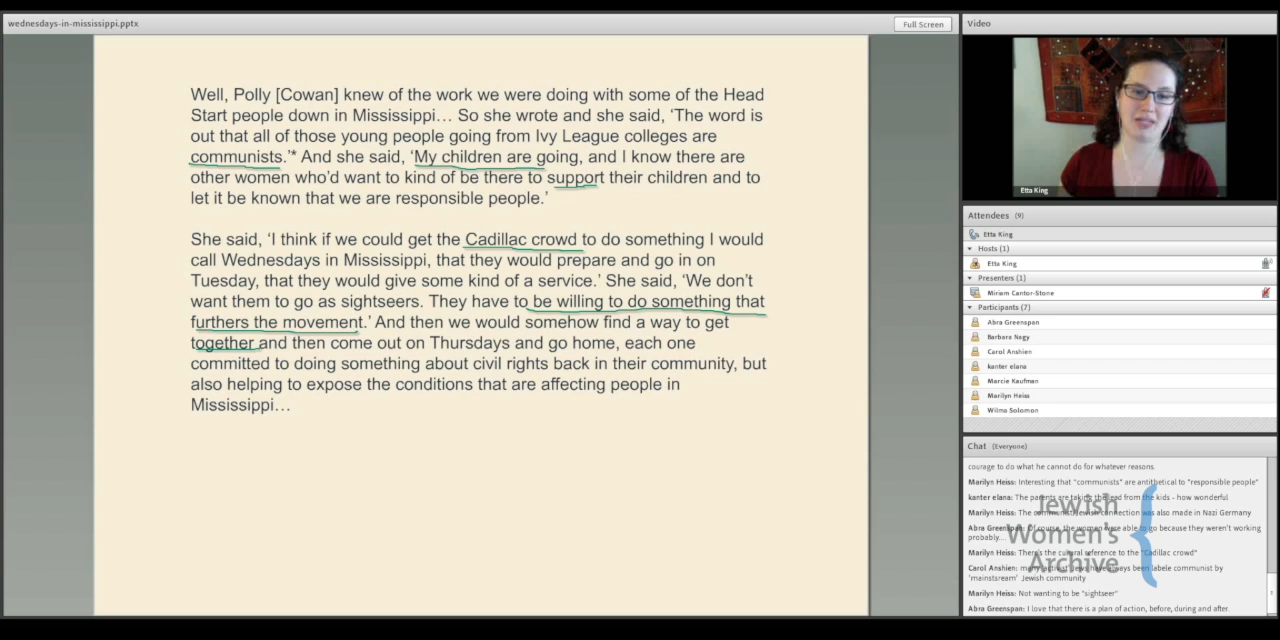 wednesdays-in-mississippi.pptx
Full Screen
Well, Polly [Cowan] knew of the work we were doing with some of the Head
Start people down in Mississippi… So she wrote and she said, ‘The word is
out that all of those young people going from Ivy League colleges are
communists.’* And she said, ‘My children are going, and I know there are
other women who’d want to kind of be there to support their children and to
let it be known that we are responsible people.’
She said, ‘I think if we could get the Cadillac crowd to do something I would
call Wednesdays in Mississippi, that they would prepare and go in on
Tuesday, that they would give some kind of a service.’ She said, ‘We don’t
want them to go as sightseers. They have to be willing to do something that
furthers the movement.’ And then we would somehow find a way to get
together and then come out on Thursdays and go home, each one
committed to doing something about civil rights back in their community, but
also helping to expose the conditions that are affecting people in
Mississippi…
Video
Etta King
Attendees (9)
Etta King
Hosts (1)
Etta King
Presenters (1)
Miriam Cantor-Stone
Participants (7)
Abra Greenspan
Barbara Nagy
Carol Anshien
kanter elana
Marcie Kaufman
Marilyn Heiss
Wilma Solomon
Chat (Everyone)
courage to do what he cannot do for whatever reasons.
Marilyn Heiss: Interesting that "communists" are antithetical to "responsible people"
kanter elana: The parents are taking the lead from the kids - how wonderful
Marilyn Heiss: The communist/Jewish connection was also made in Nazi Germany
Abra Greenspan: Of course, the women were able to go because they weren't working
probably....
Marilyn Heiss: There's the cultural reference to the "Cadillac crowd"
Carol Anshien: many activist Jews have always been labele communist by
'mainstsream' Jewish community
Marilyn Heiss: Not wanting to be "sightseer"
Abra Greenspan: I love that there is a plan of action, before, during and after.
Jewish
Women's
Archive